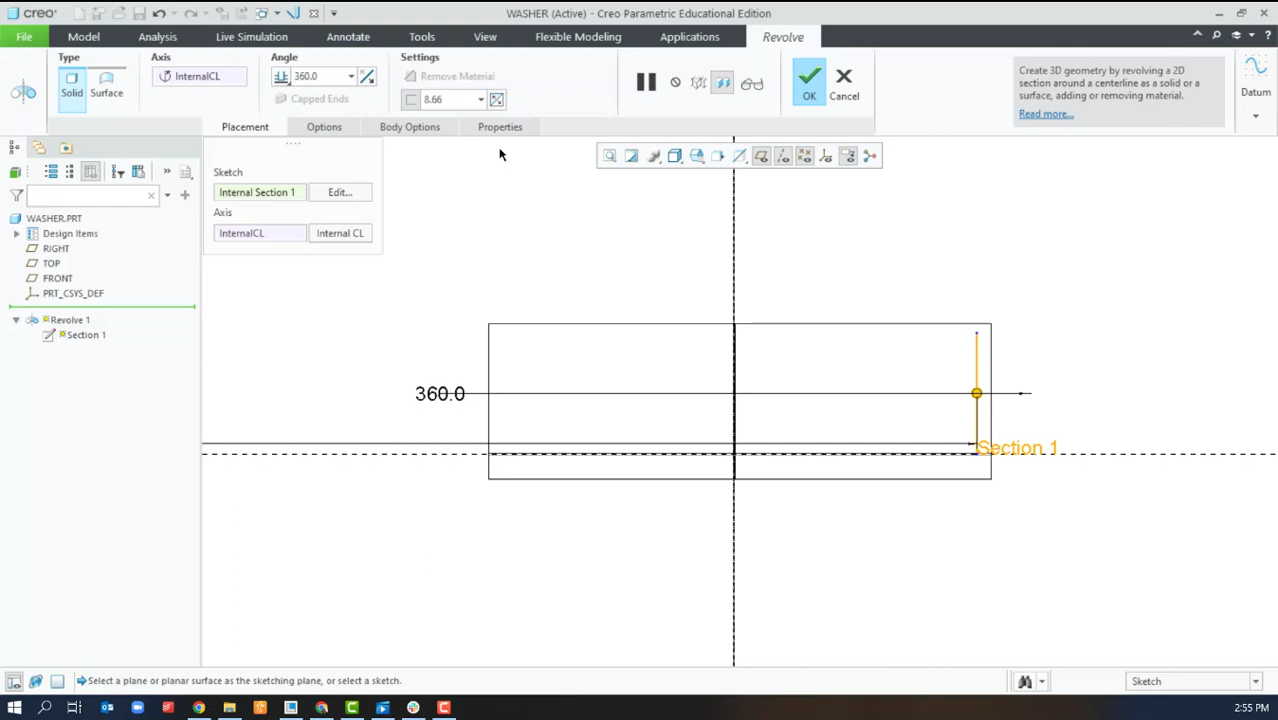 creo®
WASHER (Active) - Creo Parametric Educational Edition
File
Model
Analysis
Live Simulation
Annotate
Tools
View
Flexible Modeling
Applications
Revolve
Type
Axis
Angle
Settings
Solid
Surface
InternalCL
360.0
Capped Ends
Remove Material
8.66
OK
Cancel
Create 3D geometry by revolving a 2D
section around a centerline as a solid or a
surface, adding or removing material.
Read more...
Datum
Placement
Options
Body Options
Properties
Sketch
Internal Section 1
Edit...
Axis
InternalCL
Internal CL
WASHER.PRT
Design Items
RIGHT
TOP
FRONT
PRT_CSYS_DEF
Revolve 1
Section 1
360.0
Section 1
Select a plane or planar surface as the sketching plane, or select a sketch.
Sketch
2:55 PM